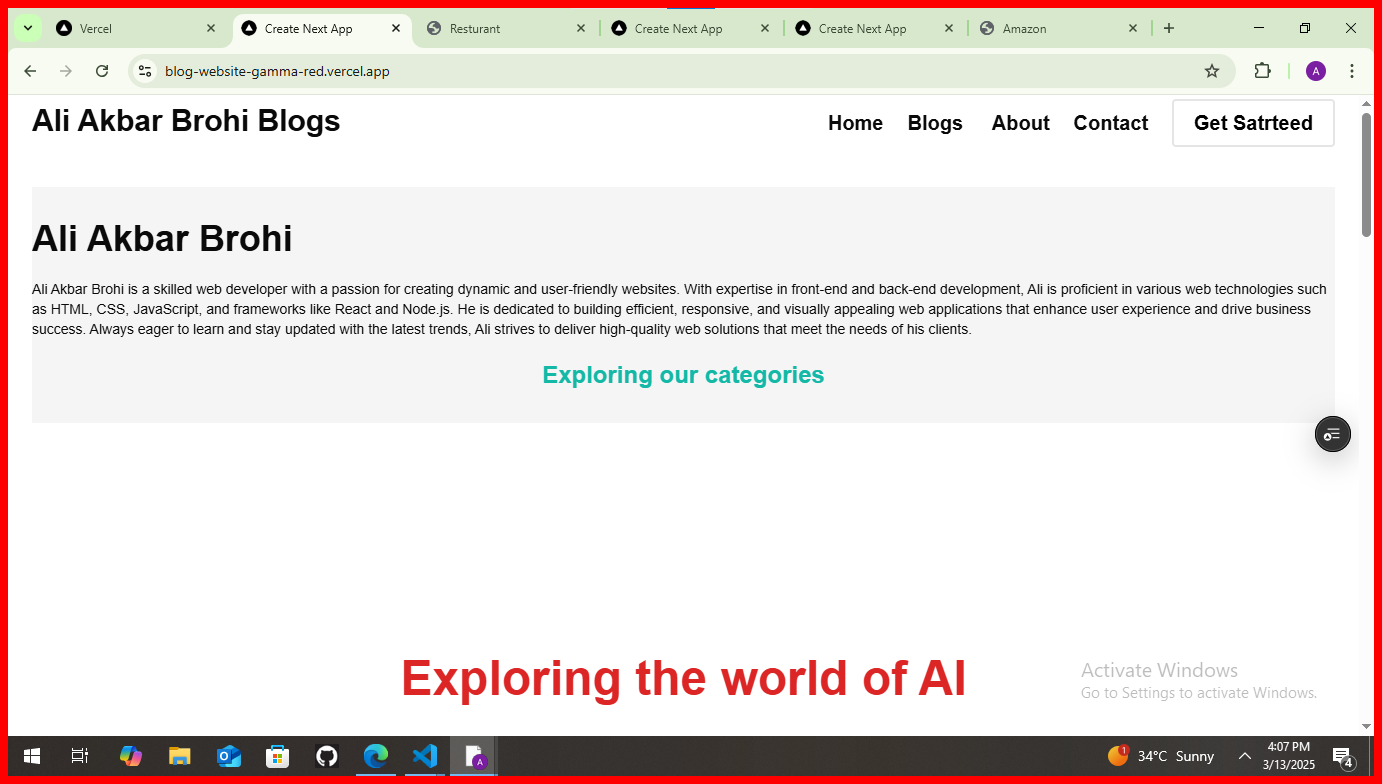 Vercel
Create Next App
Resturant
Create Next App
Create Next App
Amazon
blog-website-gamma-red.vercel.app
A
Ali Akbar Brohi Blogs
Home Blogs About Contact Get Satrteed
Ali Akbar Brohi
Ali Akbar Brohi is a skilled web developer with a passion for creating dynamic and user-friendly websites. With expertise in front-end and back-end development, Ali is proficient in various web technologies such
as HTML, CSS, JavaScript, and frameworks like React and Node.js. He is dedicated to building efficient, responsive, and visually appealing web applications that enhance user experience and drive business
success. Always eager to learn and stay updated with the latest trends, Ali strives to deliver high-quality web solutions that meet the needs of his clients.
Exploring our categories
Exploring the world of AI
Activate Windows
Go to Settings to activate Windows.
A
1
34°C Sunny
4:07 PM
3/13/2025
4